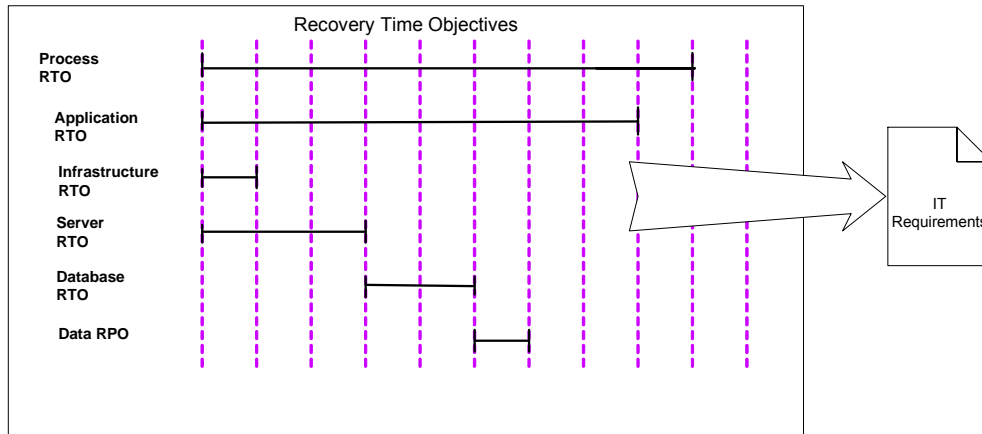 Recovery Time Objectives
Process
RTO
Application
RTO
Infrastructure
RTO
Server
RTO
Database
RTO
Data RPO
IT
Requirements